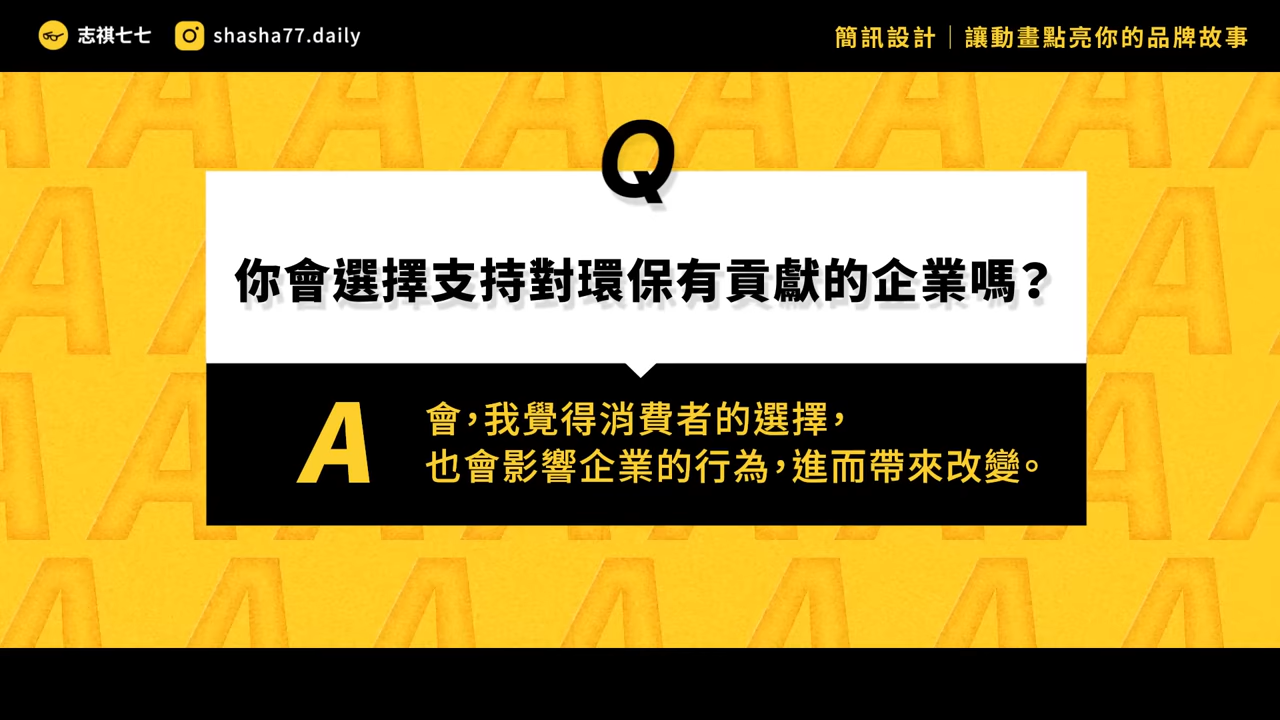 志祺七七
shasha77.daily
簡訊設計｜讓動畫點亮你的品牌故事
Q
你會選擇支持對環保有貢獻的企業嗎？
A
會，我覺得消費者的選擇，
也會影響企業的行為，進而帶來改變。